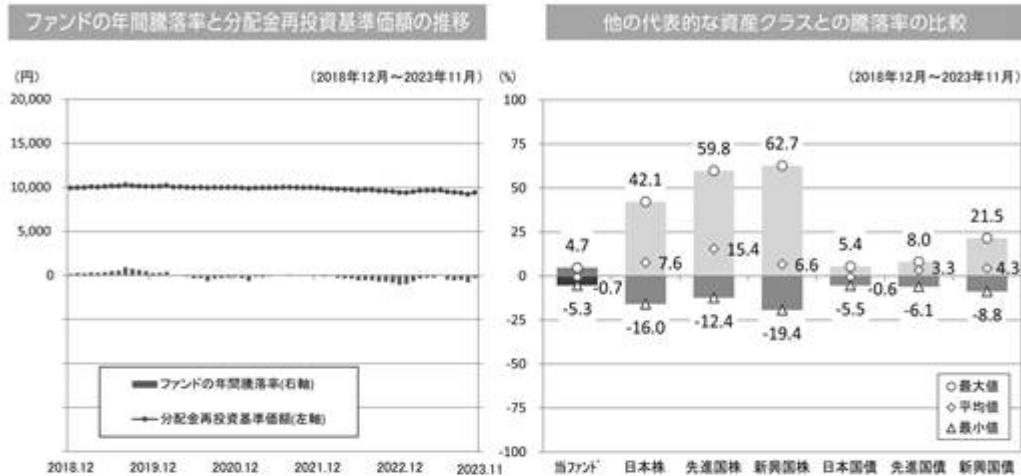 ファンドの年間騰落率と分配金再投資基準価額の推移
(円)
(2018年12月～2023年11月)
20,000
15,000
10,000
5,000
0
ファンドの年間騰落率(右軸)
分配金再投資基準価額(左軸)
2018.12 2019.12 2020.12 2021.12 2022.12 2023.11
他の代表的な資産クラスとの騰落率の比較
(%)
(2018年12月～2023年11月)
100
75
50
25
0
-25
-50
-75
-100
4.7 42.1 59.8 62.7 5.4 8.0 21.5
-0.7 7.6 15.4 6.6 -0.6 3.3 4.3
-5.3 -16.0 -12.4 -19.4 -5.5 -6.1 -8.8
最大値
平均値
最小値
当ファンド 日本株 先進国株 新興国株 日本国債 先進国債 新興国債